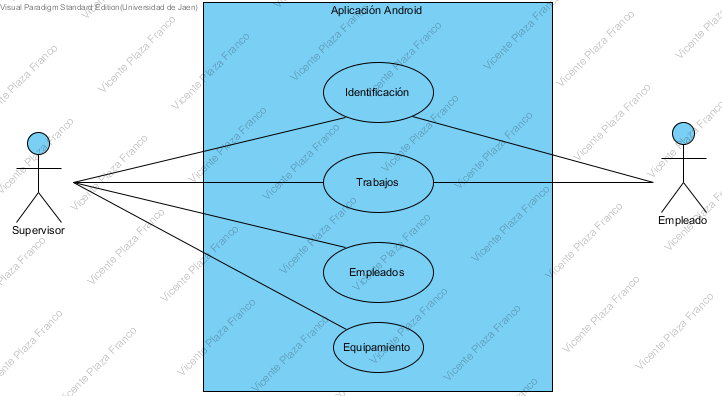 Visual Paradigm Standard Edition(Universidad de Jaen)
Aplicación Android
Identificación
Trabajos
Empleados
Equipamiento
Supervisor
Empleado
Vicente Plaza Franco